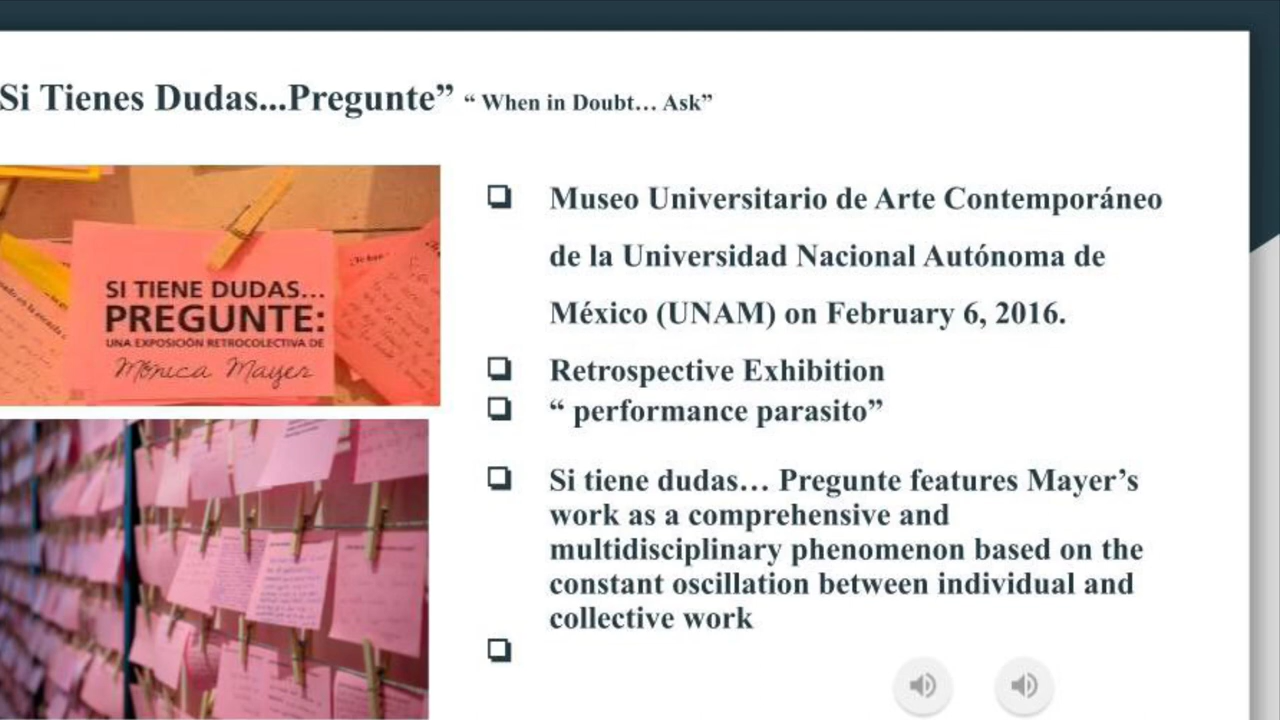 Si Tienes Dudas...Pregunte” “ When in Doubt… Ask”
SI TIENE DUDAS...
PREGUNTE:
UNA EXPOSICIÓN RETROCOLECTIVA DE
Mónica Mayer
Museo Universitario de Arte Contemporáneo
de la Universidad Nacional Autónoma de
México (UNAM) on February 6, 2016.
Retrospective Exhibition
“ performance parasito”
Si tiene dudas… Pregunte features Mayer’s
work as a comprehensive and
multidisciplinary phenomenon based on the
constant oscillation between individual and
collective work